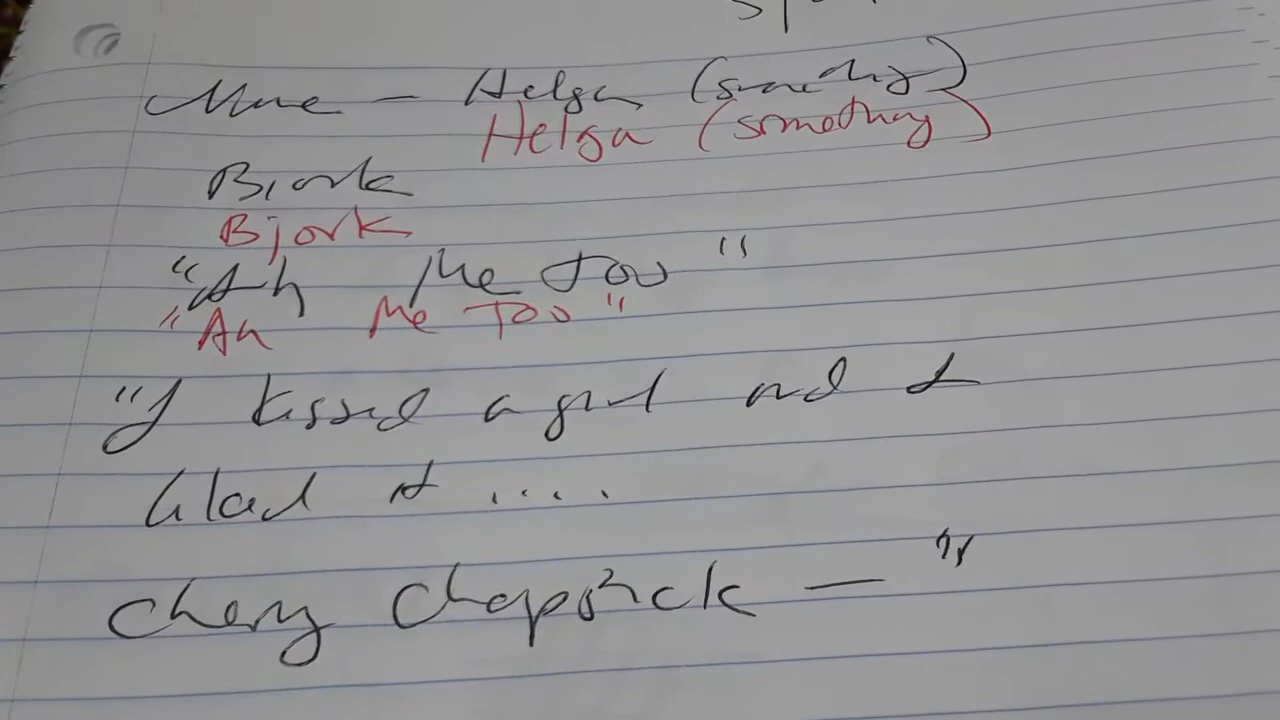 Mine - Helga (something)
Helga (something)
Biork
Bjork
"Ah Me Too"
"Ah Me Too"
"I kissed a girl and I
liked it ....
Cherry Chapstick — "